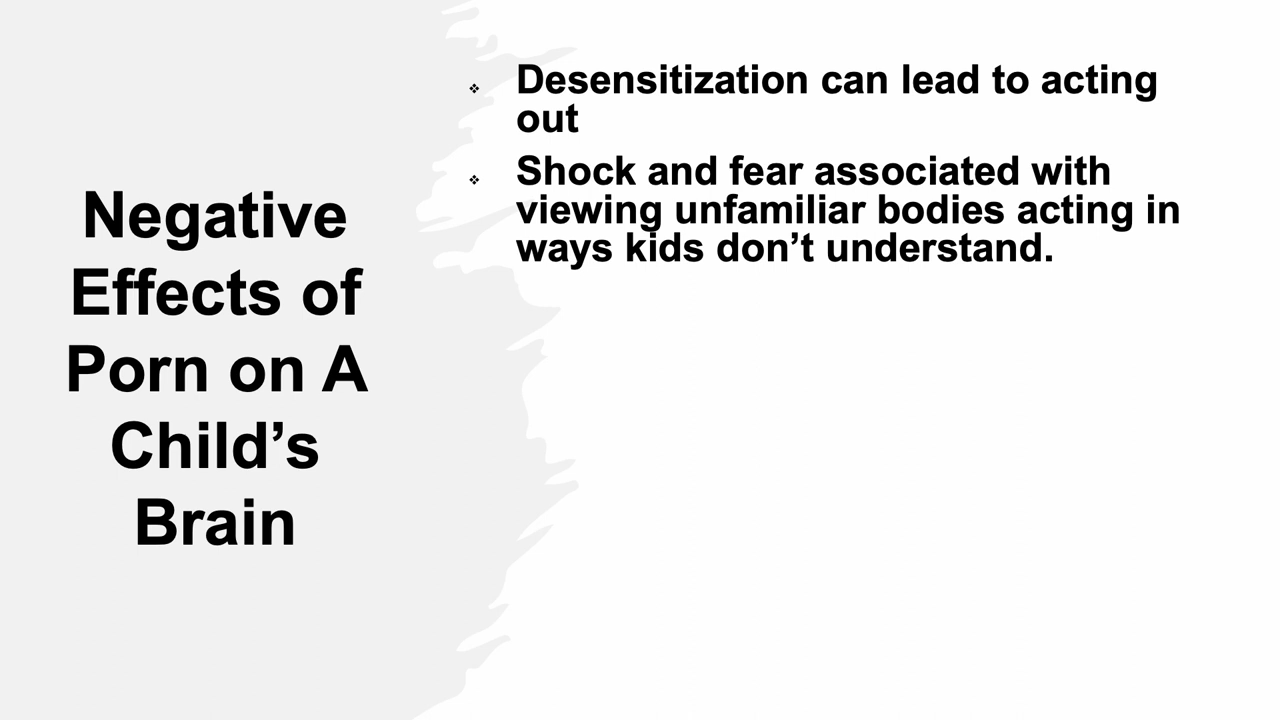 Negative
Effects of
Porn on A
Child’s
Brain
❖ Desensitization can lead to acting
out
❖ Shock and fear associated with
viewing unfamiliar bodies acting in
ways kids don’t understand.